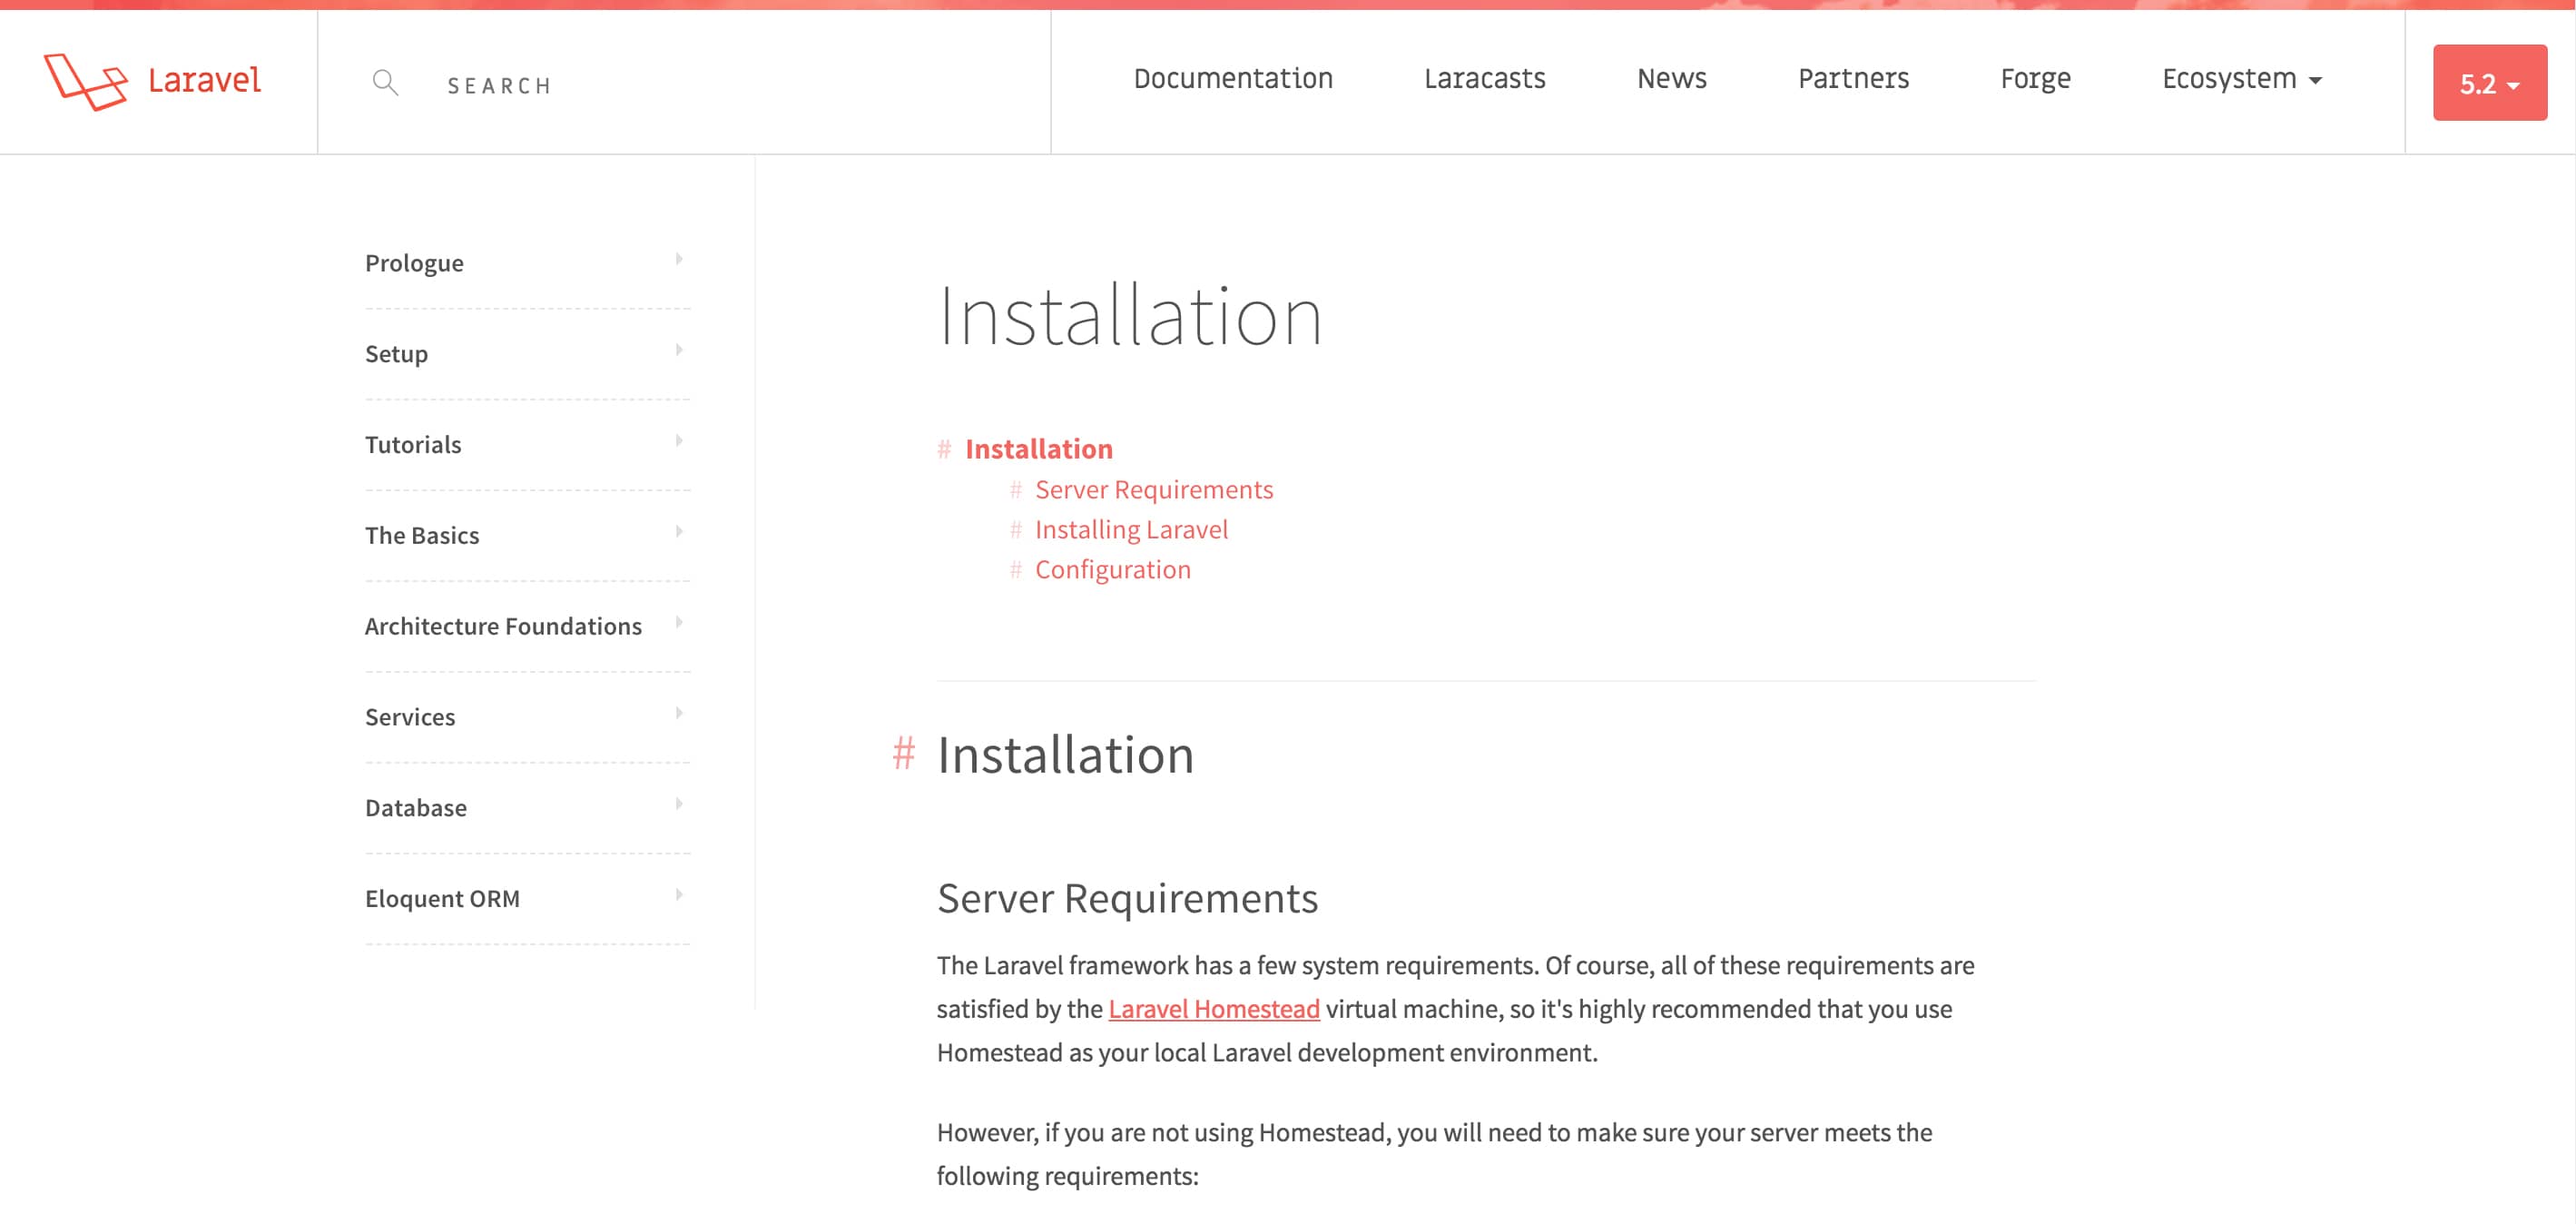 Laravel
SEARCH
Documentation
Laracasts
News
Partners
Forge
Ecosystem
5.2
Prologue
Setup
Tutorials
The Basics
Architecture Foundations
Services
Database
Eloquent ORM
Installation
# Installation
# Server Requirements
# Installing Laravel
# Configuration
# Installation
Server Requirements
The Laravel framework has a few system requirements. Of course, all of these requirements are
satisfied by the Laravel Homestead virtual machine, so it's highly recommended that you use
Homestead as your local Laravel development environment.
However, if you are not using Homestead, you will need to make sure your server meets the
following requirements: